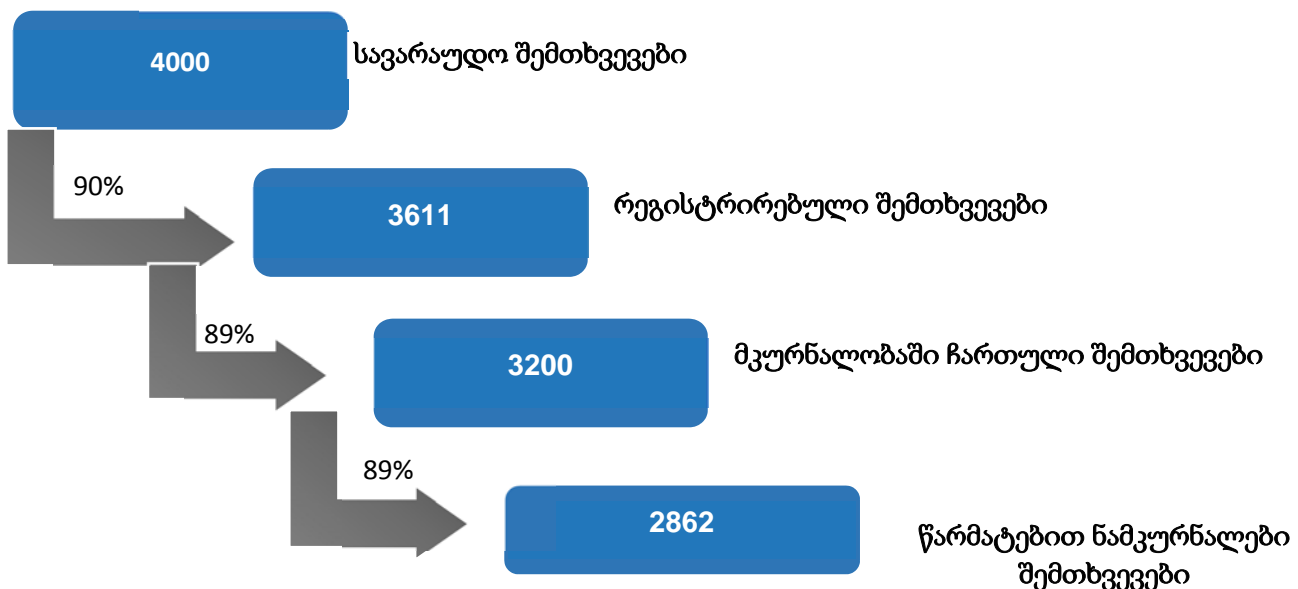 4000
სავარაუდო შემთხვევები
90%
3611
რეგისტრირებული შემთხვევები
89%
3200
მკურნალობაში ჩართული შემთხვევები
89%
2862
წარმატებით ნამკურნალები
შემთხვევები